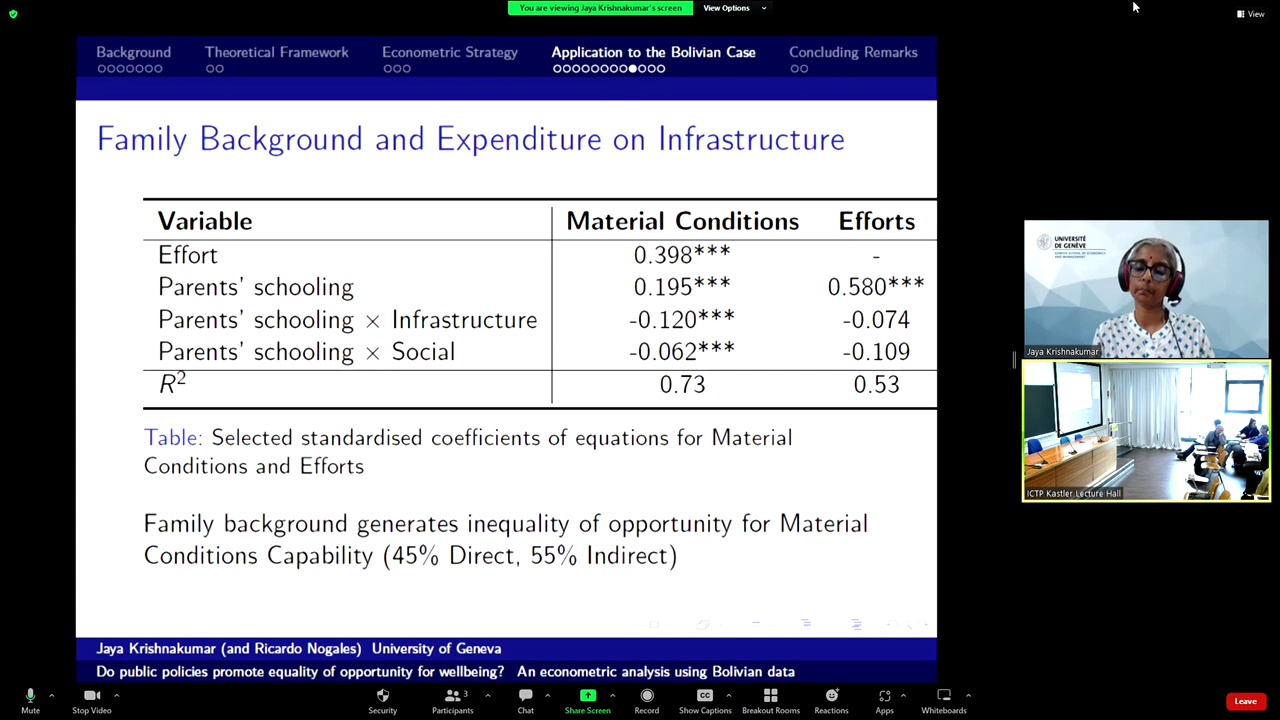 You are viewing Jaya Krishnakumar's screen
View Options
View
Background
Theoretical Framework
Econometric Strategy
Application to the Bolivian Case
Concluding Remarks
Family Background and Expenditure on Infrastructure
Variable Material Conditions Efforts
Effort 0.398*** -
Parents' schooling 0.195*** 0.580***
Parents' schooling × Infrastructure -0.120*** -0.074
Parents' schooling × Social -0.062*** -0.109
R² 0.73 0.53
Table: Selected standardised coefficients of equations for Material
Conditions and Efforts
Family background generates inequality of opportunity for Material
Conditions Capability (45% Direct, 55% Indirect)
Jaya Krishnakumar (and Ricardo Nogales) University of Geneva
Do public policies promote equality of opportunity for wellbeing? An econometric analysis using Bolivian data
UNIVERSITÉ
DE GENÈVE
Jaya Krishnakumar
ICTP Kastler Lecture Hall
Mute
Stop Video
Security
Participants
3
Chat
Share Screen
Record
CC
Show Captions
Breakout Rooms
Reactions
Apps
Whiteboards
Leave